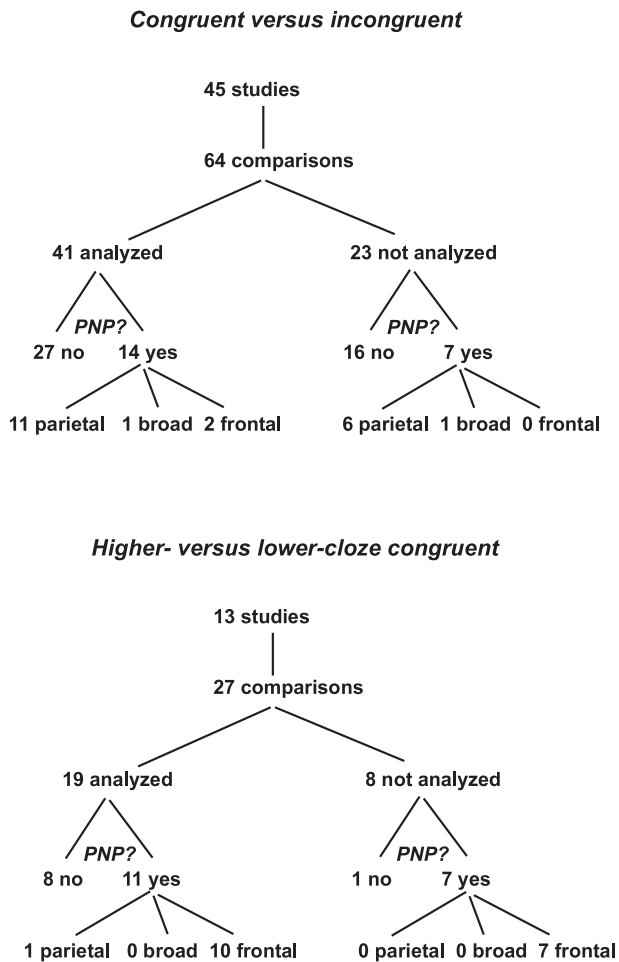 Congruent versus incongruent
45 studies
64 comparisons
41 analyzed 23 not analyzed
PNP? PNP?
27 no 14 yes 16 no 7 yes
11 parietal 1 broad 2 frontal 6 parietal 1 broad 0 frontal
Higher- versus lower-cloze congruent
13 studies
27 comparisons
19 analyzed 8 not analyzed
PNP? PNP?
8 no 11 yes 1 no 7 yes
1 parietal 0 broad 10 frontal 0 parietal 0 broad 7 frontal